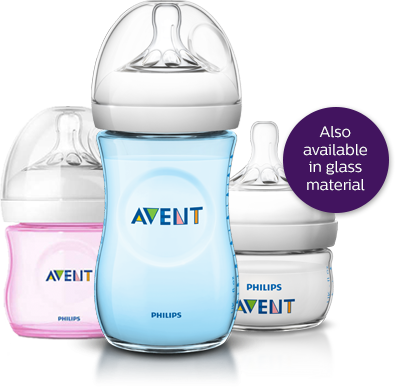 Also
available
in glass
material
AVENT
PHILIPS
AVENT
PHILIPS
PHILIPS
AVENT